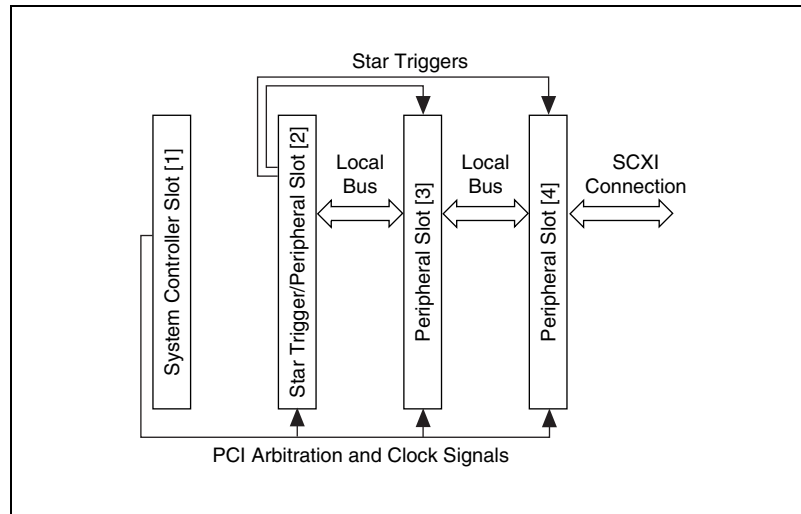 Star Triggers
System Controller Slot [1]
Star Trigger/Peripheral Slot [2]
Local
Bus
Peripheral Slot [3]
Local
Bus
Peripheral Slot [4]
SCXI
Connection
PCI Arbitration and Clock Signals